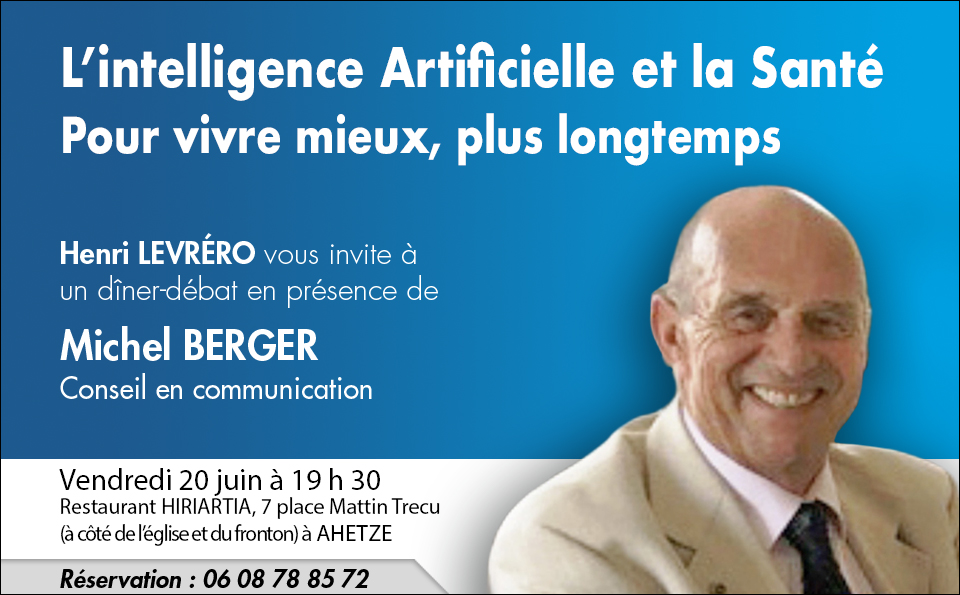 L’intelligence Artificielle et la Santé
Pour vivre mieux, plus longtemps
Henri LEVRÉRO vous invite à
un dîner-débat en présence de
Michel BERGER
Conseil en communication
Vendredi 20 juin à 19 h 30
Restaurant HIRIARTIA, 7 place Mattin Trecu
(à côté de l’église et du fronton) à AHETZE
Réservation : 06 08 78 85 72